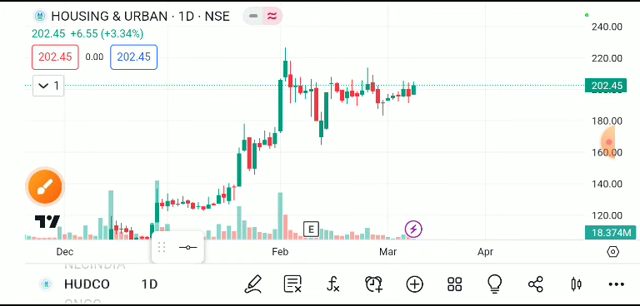 HOUSING & URBAN · 1D · NSE
202.45 +6.55 (+3.34%)
202.45 0.00 202.45
1
240.00
220.00
202.45
180.00
160.00
140.00
120.00
18.374M
E
Dec Feb Mar Apr
NLCINDIA
HUDCO 1D
ONGC